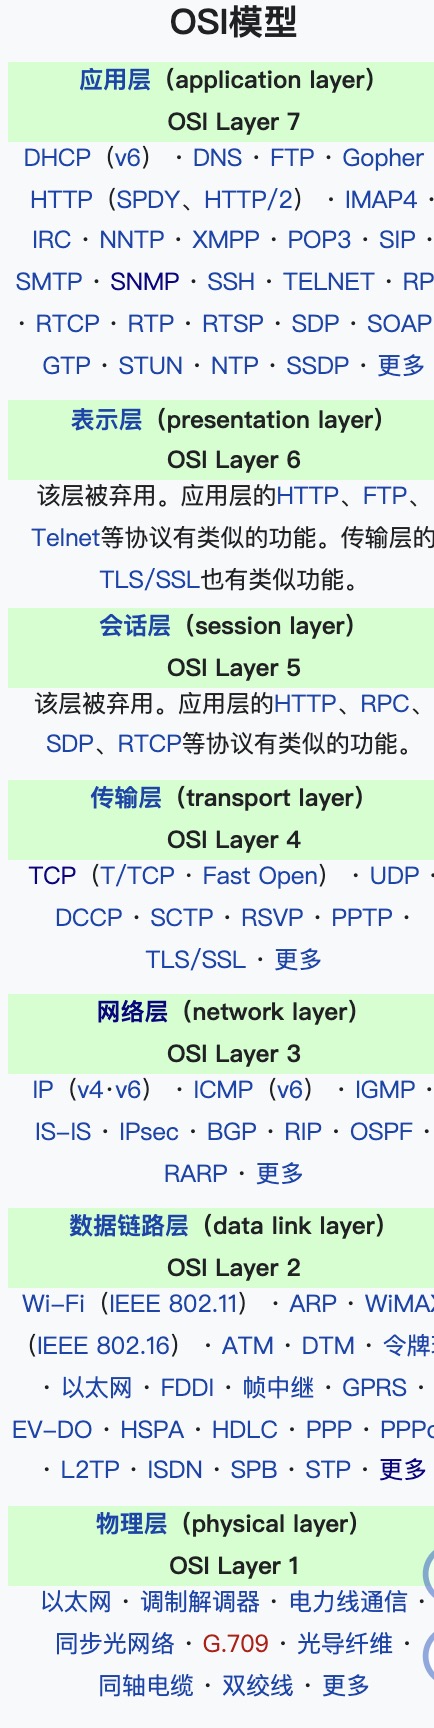 OSI模型
应用层（application layer）
OSI Layer 7
DHCP（v6） · DNS · FTP · Gopher
HTTP（SPDY、HTTP/2） · IMAP4 ·
IRC · NNTP · XMPP · POP3 · SIP ·
SMTP · SNMP · SSH · TELNET · RP
· RTCP · RTP · RTSP · SDP · SOAP
GTP · STUN · NTP · SSDP · 更多
表示层（presentation layer）
OSI Layer 6
该层被弃用。应用层的HTTP、FTP、
Telnet等协议有类似的功能。传输层的
TLS/SSL也有类似功能。
会话层（session layer）
OSI Layer 5
该层被弃用。应用层的HTTP、RPC、
SDP、RTCP等协议有类似的功能。
传输层（transport layer）
OSI Layer 4
TCP（T/TCP · Fast Open） · UDP ·
DCCP · SCTP · RSVP · PPTP ·
TLS/SSL · 更多
网络层（network layer）
OSI Layer 3
IP（v4·v6） · ICMP（v6） · IGMP ·
IS-IS · IPsec · BGP · RIP · OSPF ·
RARP · 更多
数据链路层（data link layer）
OSI Layer 2
Wi-Fi（IEEE 802.11） · ARP · WiMAX
（IEEE 802.16） · ATM · DTM · 令牌
· 以太网 · FDDI · 帧中继 · GPRS ·
EV-DO · HSPA · HDLC · PPP · PPPo
· L2TP · ISDN · SPB · STP · 更多
物理层（physical layer）
OSI Layer 1
以太网 · 调制解调器 · 电力线通信 ·
同步光网络 · G.709 · 光导纤维 ·
同轴电缆 · 双绞线 · 更多